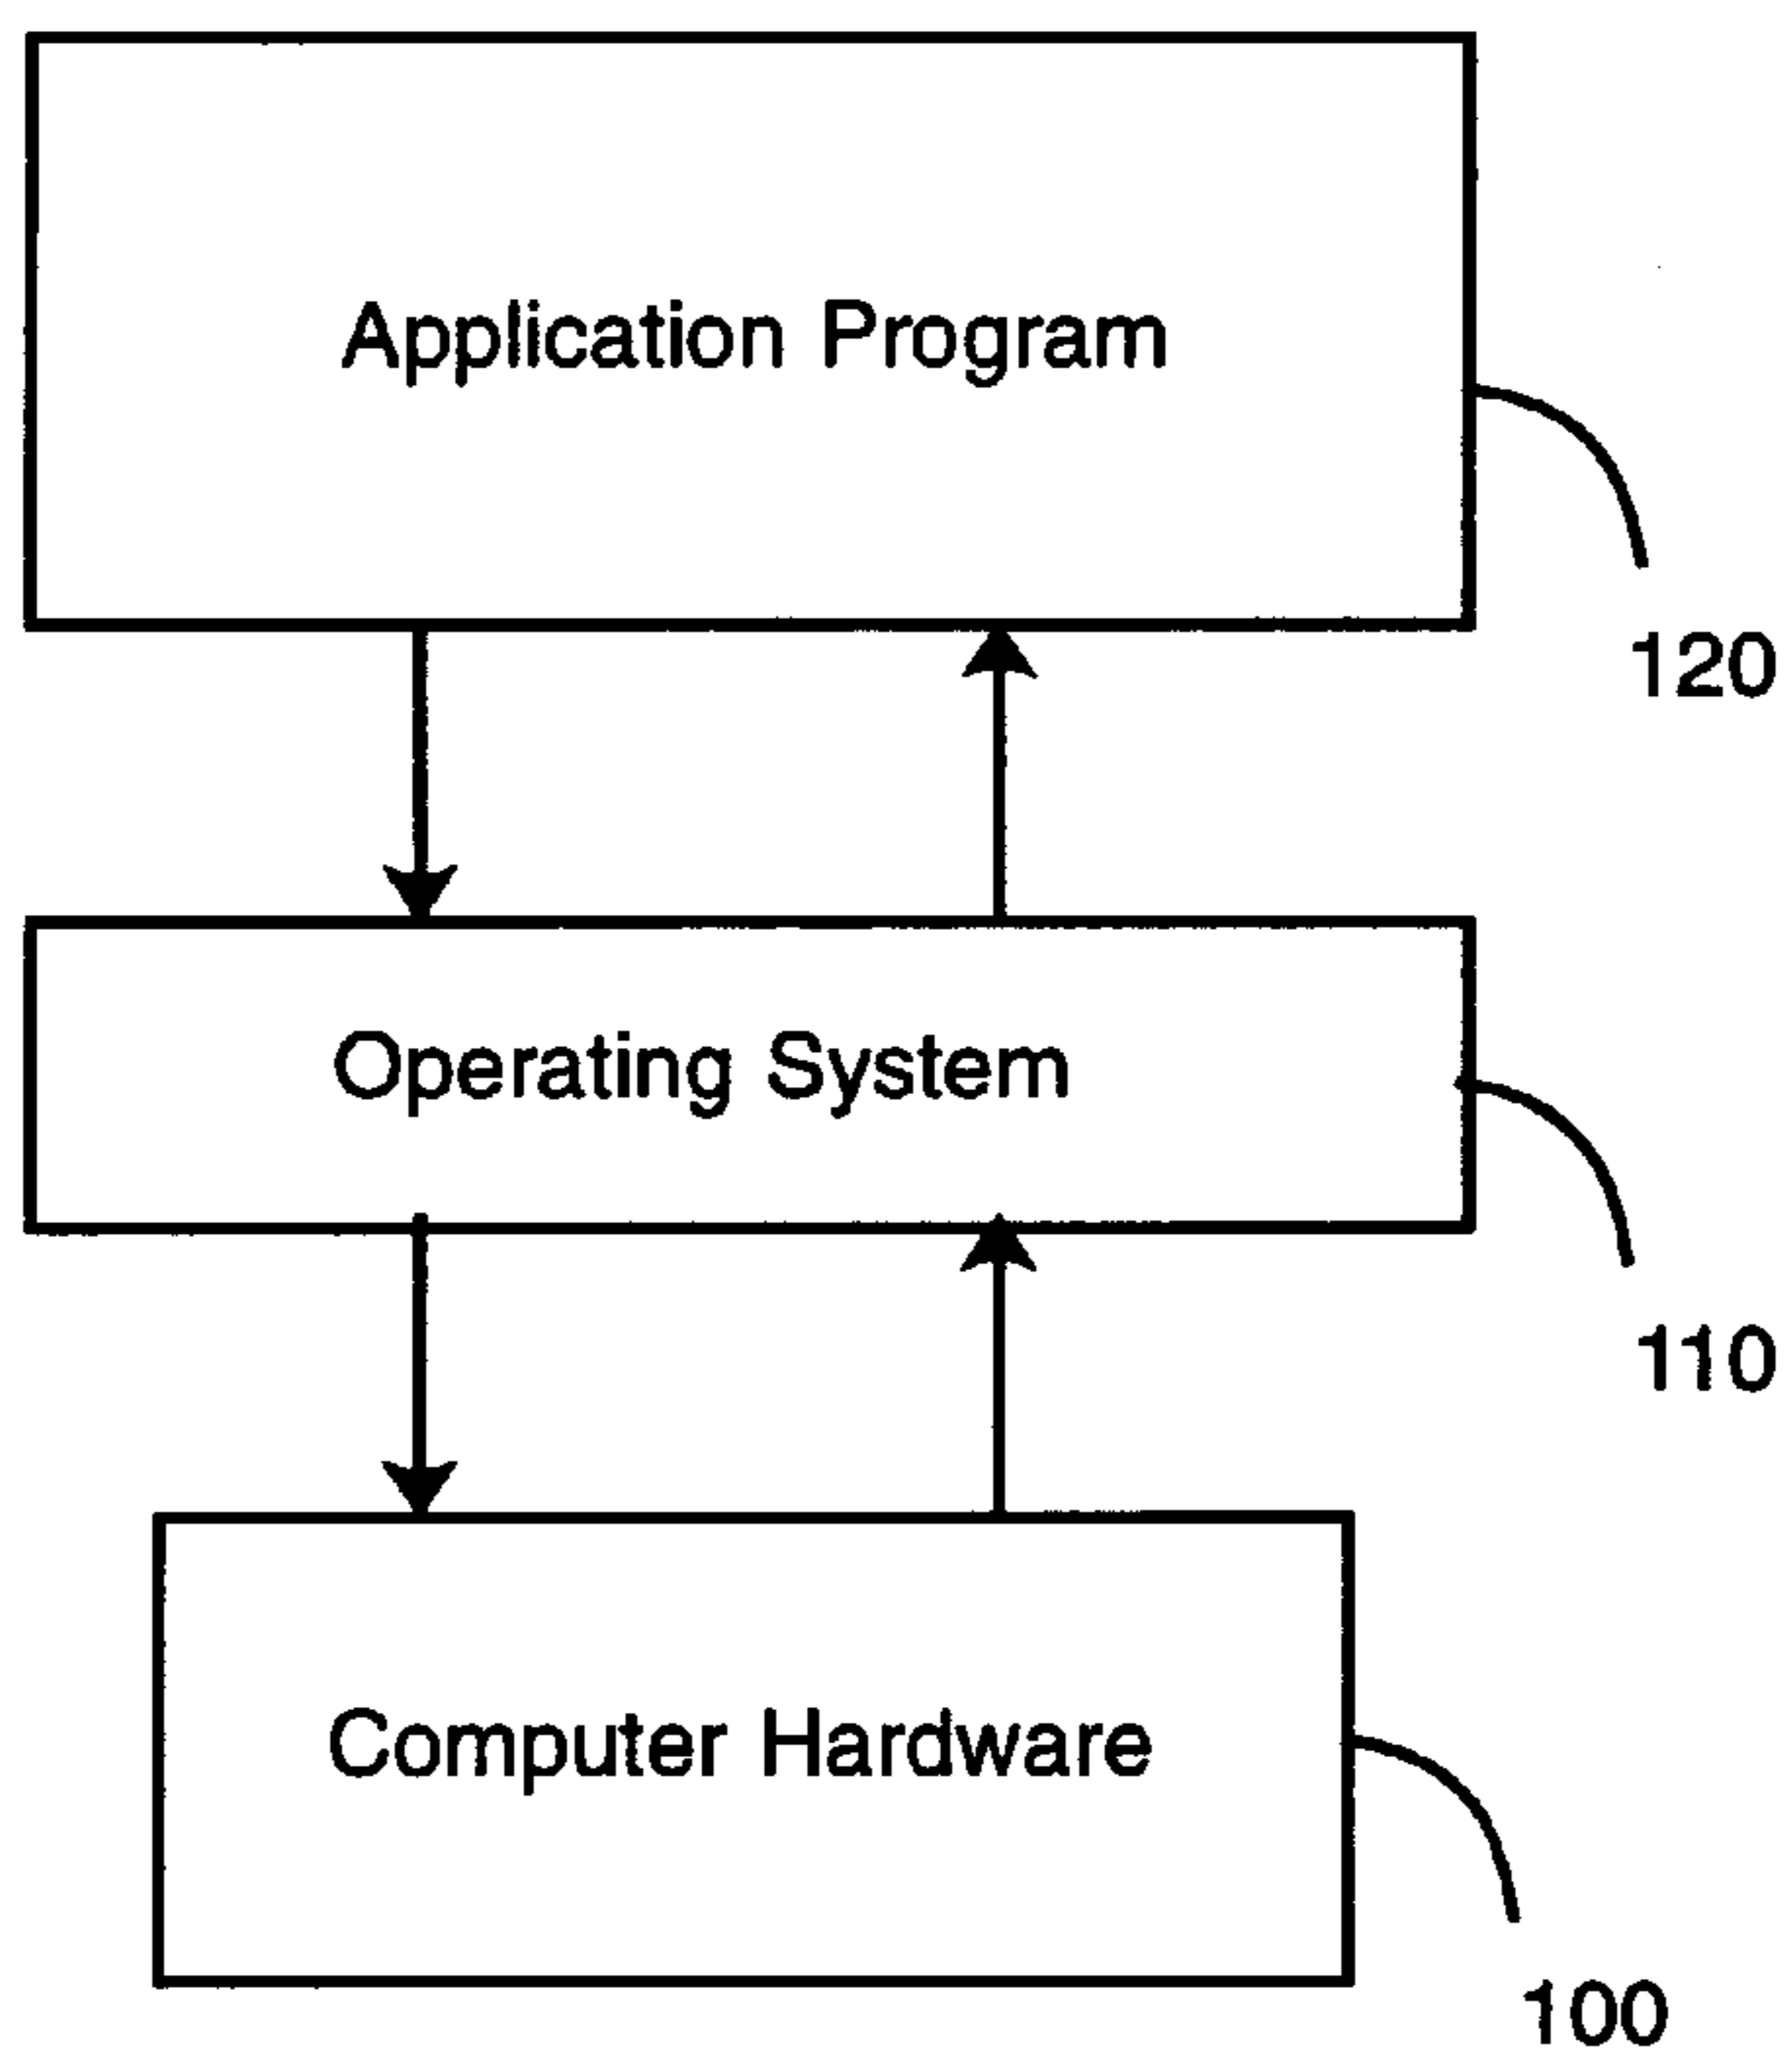 Application Program
120
Operating System
110
Computer Hardware
100